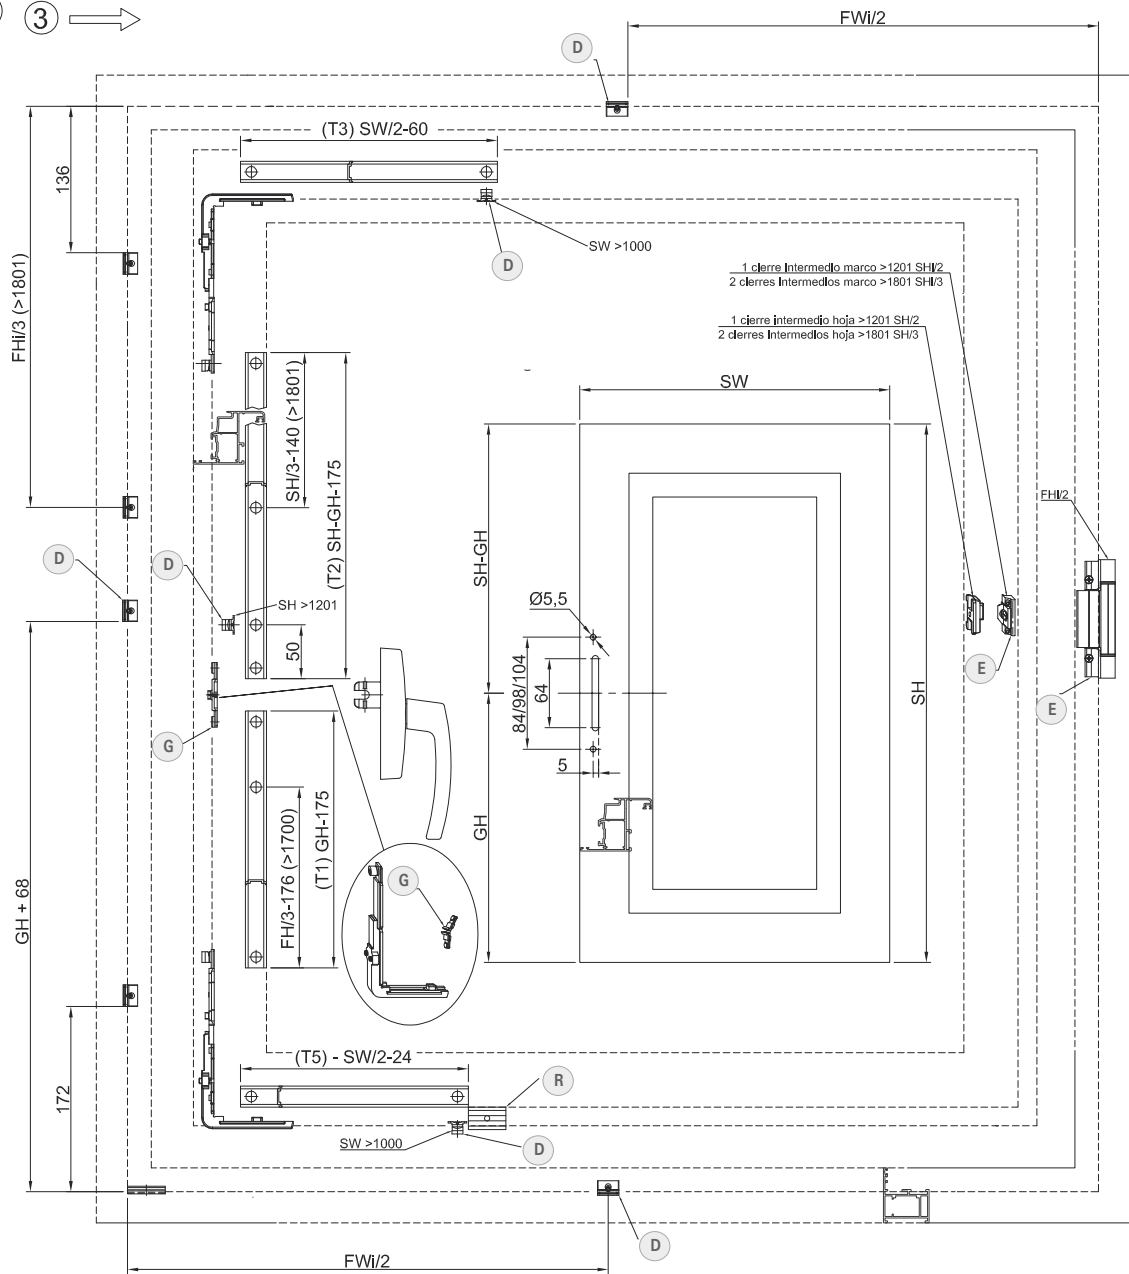 3
FWi/2
D
(T3) SW/2-60
136
FHi/3 (>1801)
SW >1000
D
1 cierre intermedio marco >1201 SHi/2
2 cierres intermedios marco >1801 SHi/3
1 cierre intermedio hoja >1201 SH/2
2 cierres intermedios hoja >1801 SH/3
SW
SH/3-140 (>1801)
(T2) SH-GH-175
SH-GH
FHi/2
D
D
SH >1201
Ø5,5
50
84/98/104
64
SH
E
E
G
5
FH/3-176 (>1700)
(T1) GH-175
GH
G
GH + 68
(T5) - SW/2-24
R
172
SW >1000
D
D
FWi/2